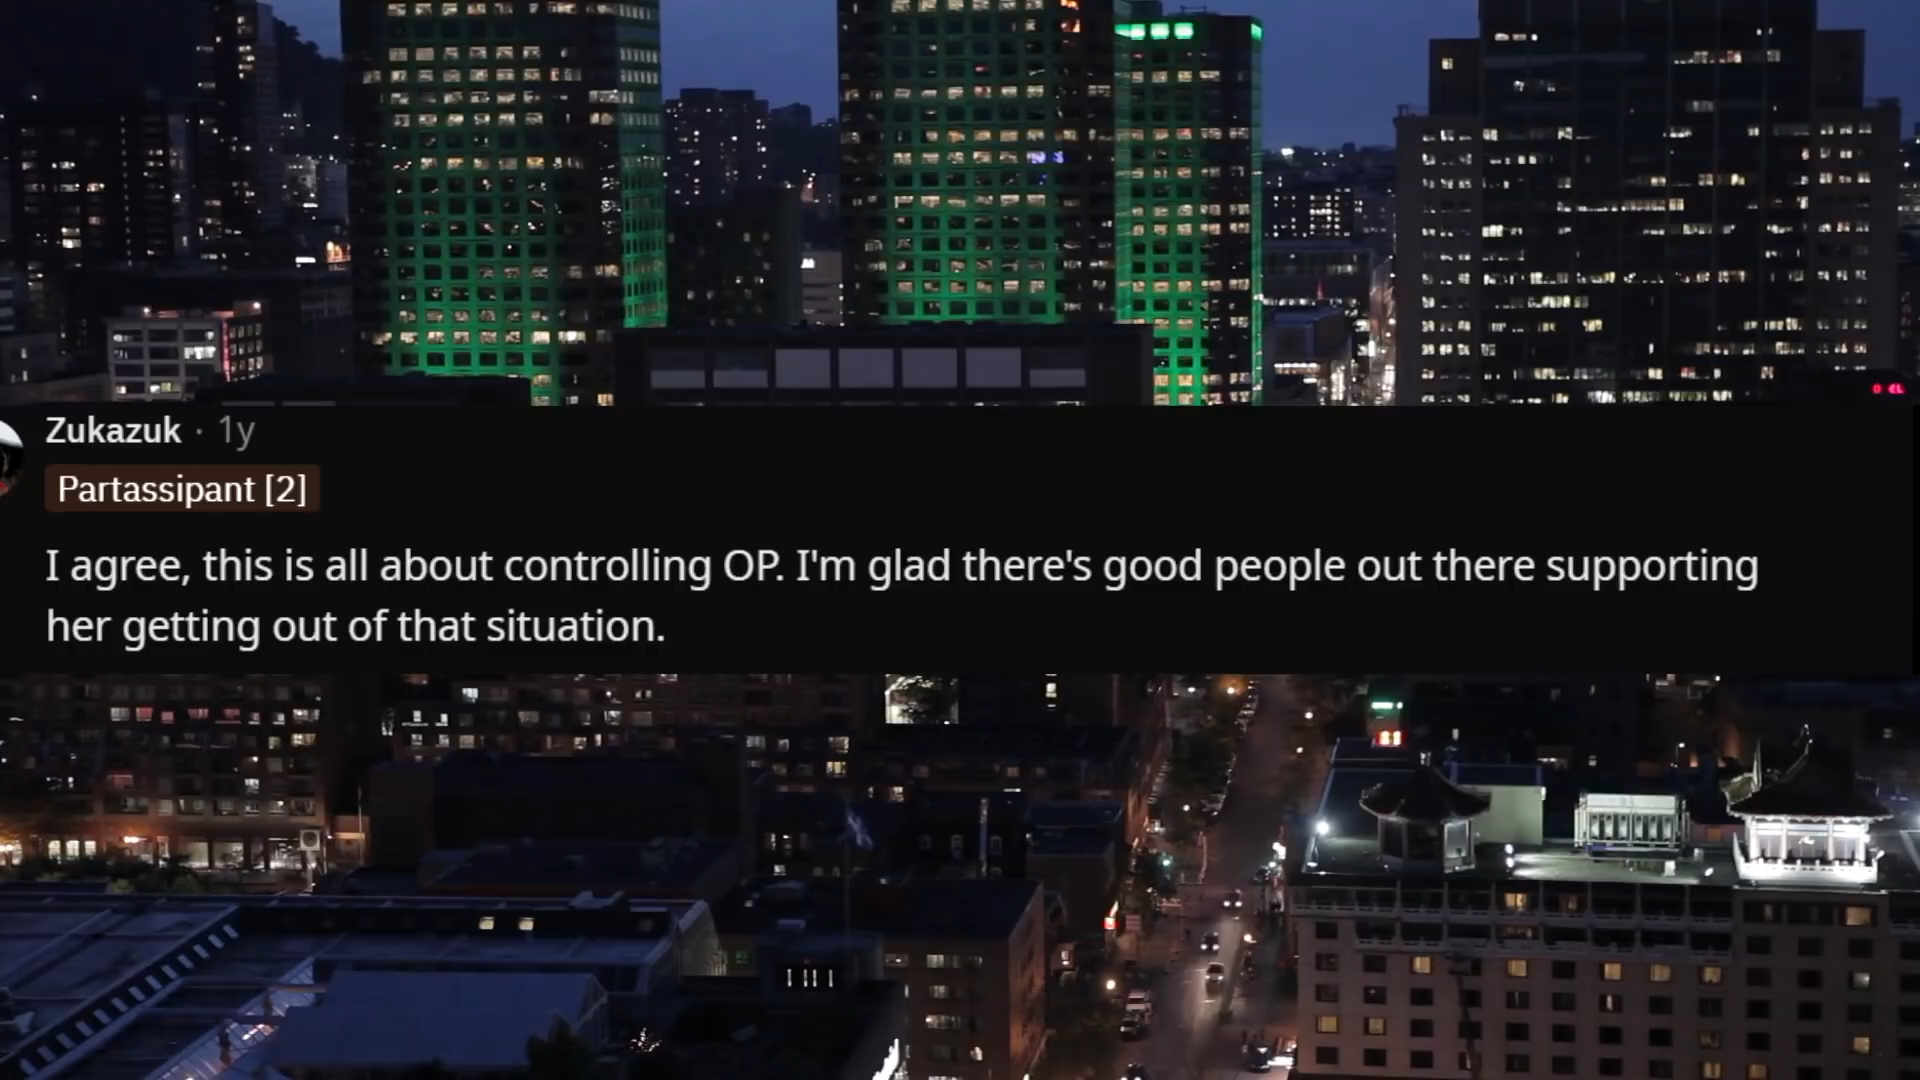 Zukazuk · 1y
Partassipant [2]
I agree, this is all about controlling OP. I'm glad there's good people out there supporting
her getting out of that situation.